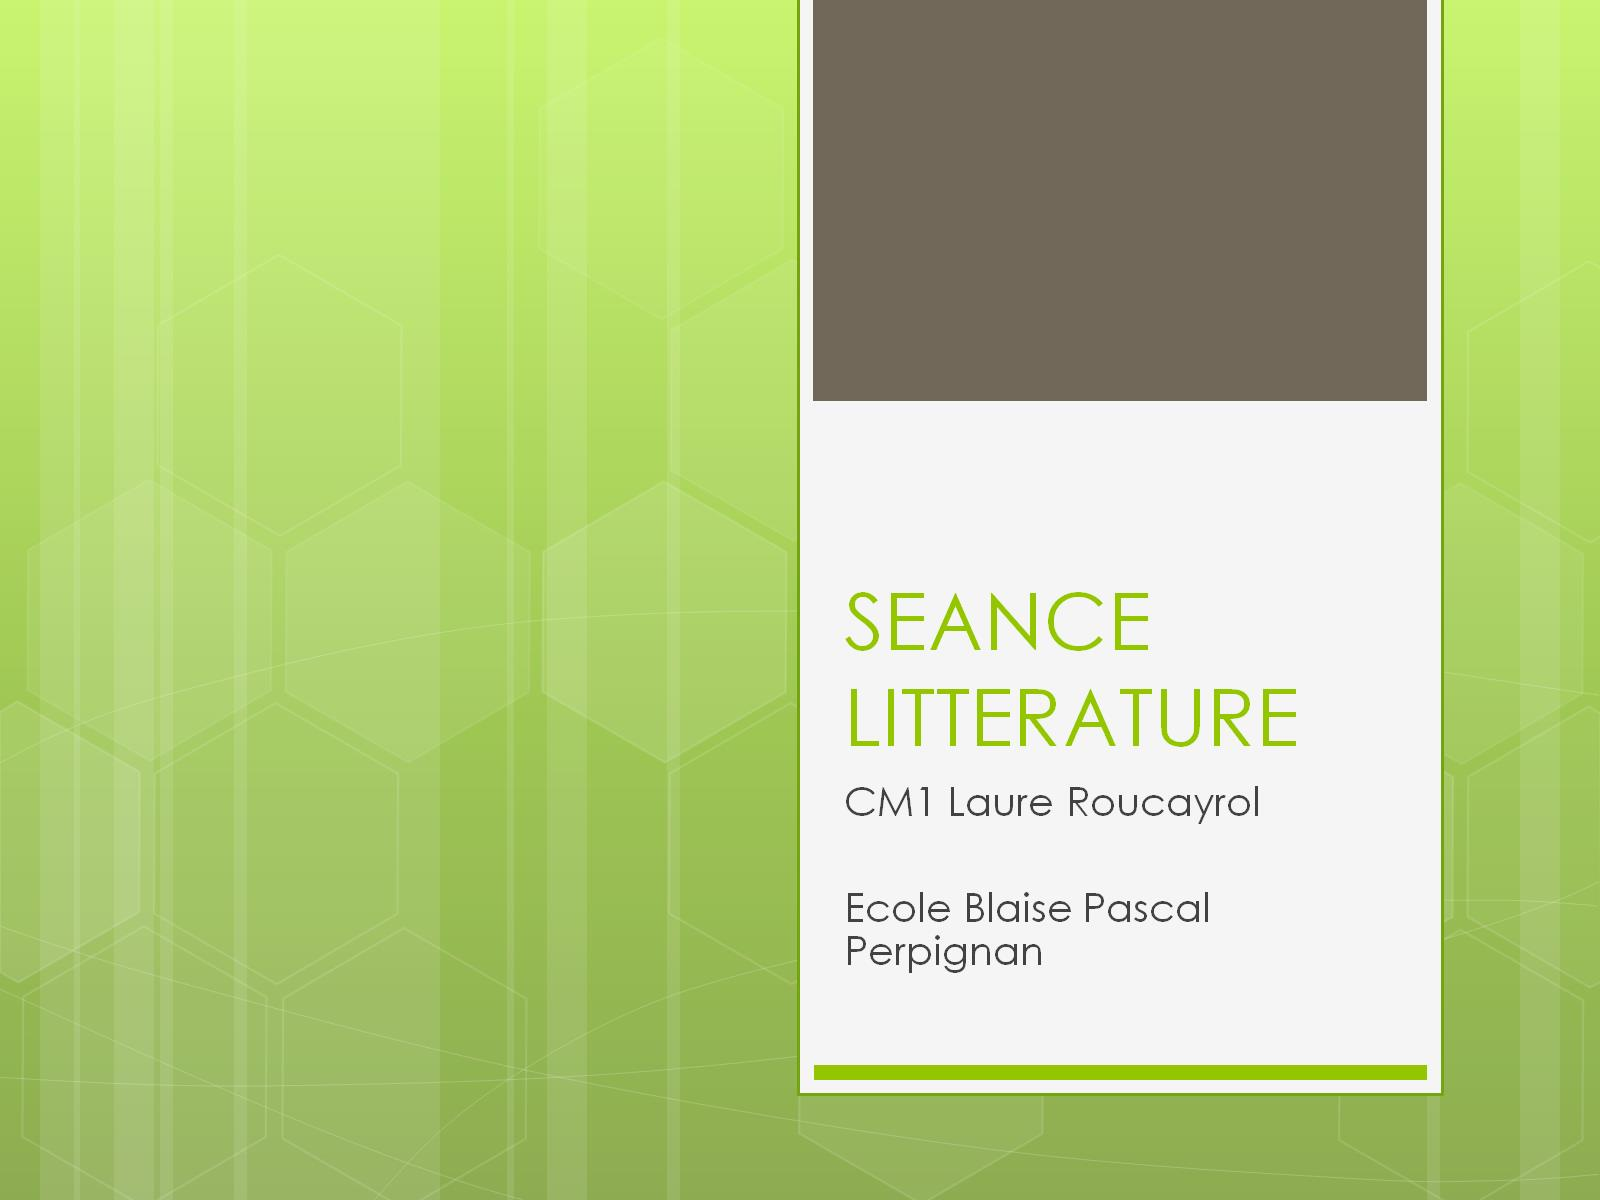 SEANCE
LITTERATURE
CM1 Laure Roucayrol
Ecole Blaise Pascal
Perpignan